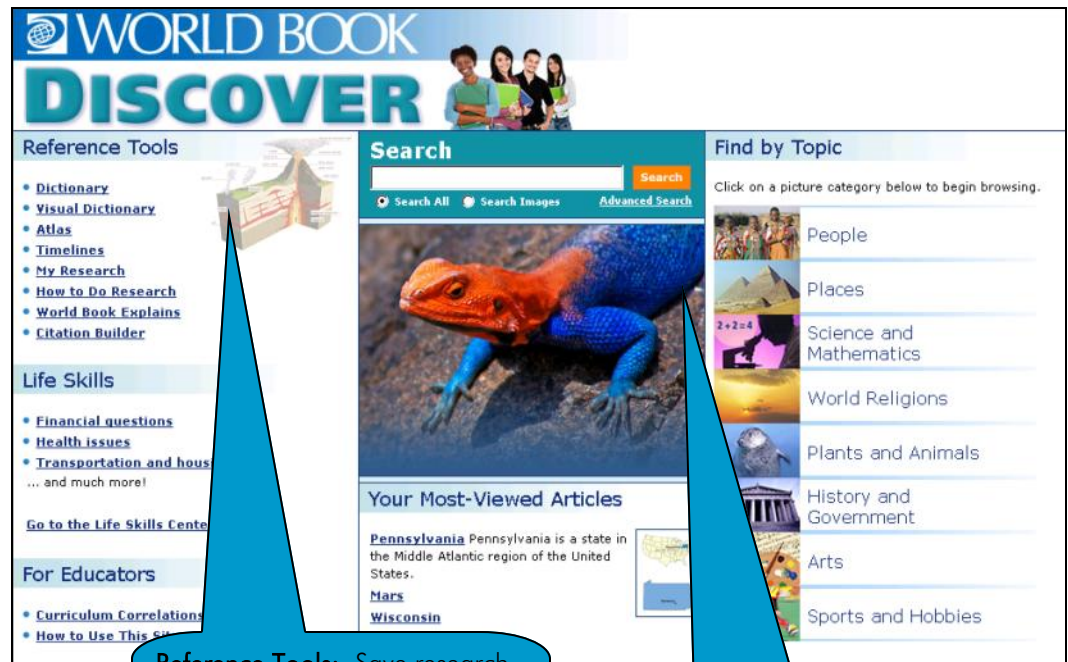 WORLD BOOK
DISCOVER
Reference Tools
Dictionary
Visual Dictionary
Atlas
Timelines
My Research
How to Do Research
World Book Explains
Citation Builder
Life Skills
Financial questions
Health issues
Transportation and hous
... and much more!
Go to the Life Skills Cente
For Educators
Curriculum Correlations
How to Use This
Reference Tools: Save research
Search
Search
Search All Search Images Advanced Search
Your Most-Viewed Articles
Pennsylvania Pennsylvania is a state in
the Middle Atlantic region of the United
States.
Mars
Wisconsin
Find by Topic
Click on a picture category below to begin browsing.
People
Places
2+2=4
Science and
Mathematics
World Religions
Plants and Animals
History and
Government
Arts
Sports and Hobbies